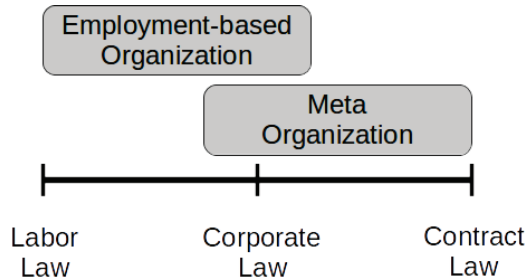 Employment-based
Organization
Meta
Organization
Labor
Law
Corporate
Law
Contract
Law